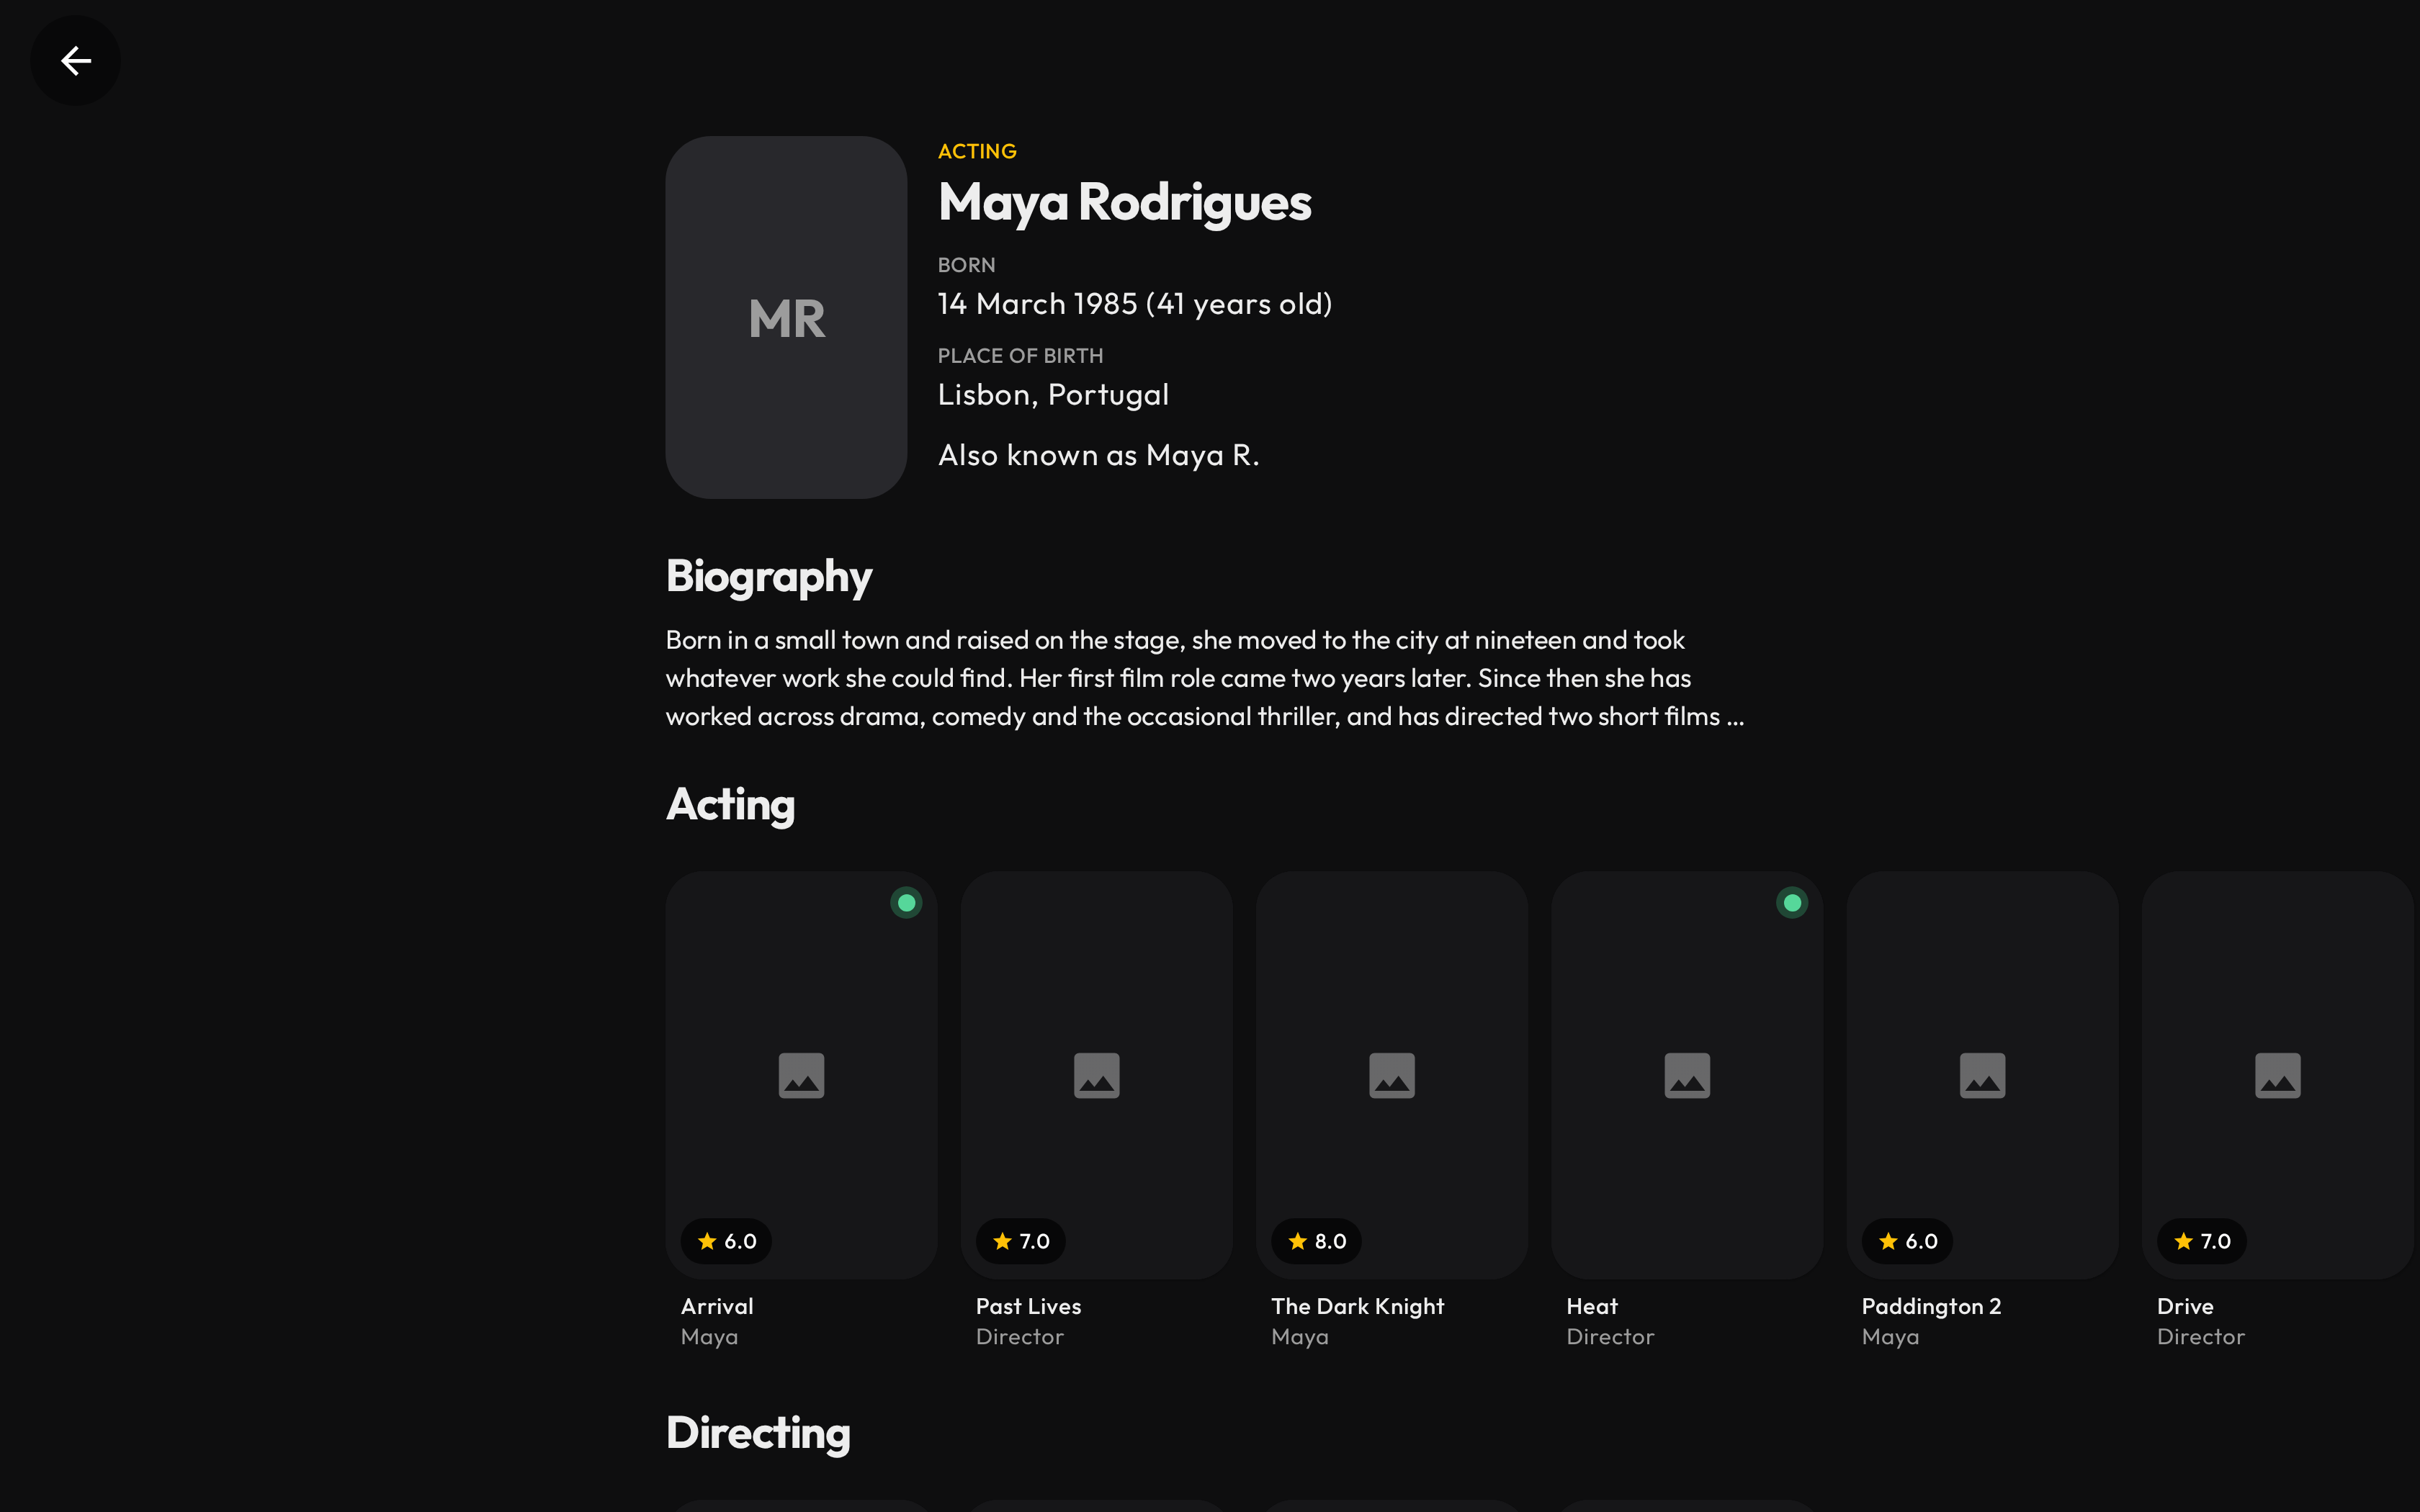 ACTING
Maya Rodrigues
MR
BORN
14 March 1985 (41 years old)
PLACE OF BIRTH
Lisbon, Portugal
Also known as Maya R.
Biography
Born in a small town and raised on the stage, she moved to the city at nineteen and took
whatever work she could find. Her first film role came two years later. Since then she has
worked across drama, comedy and the occasional thriller, and has directed two short films ...
Acting
6.0
7.0
8.0
6.0
7.0
Arrival
Past Lives
The Dark Knight
Heat
Paddington 2
Drive
Maya
Director
Maya
Director
Maya
Director
Directing